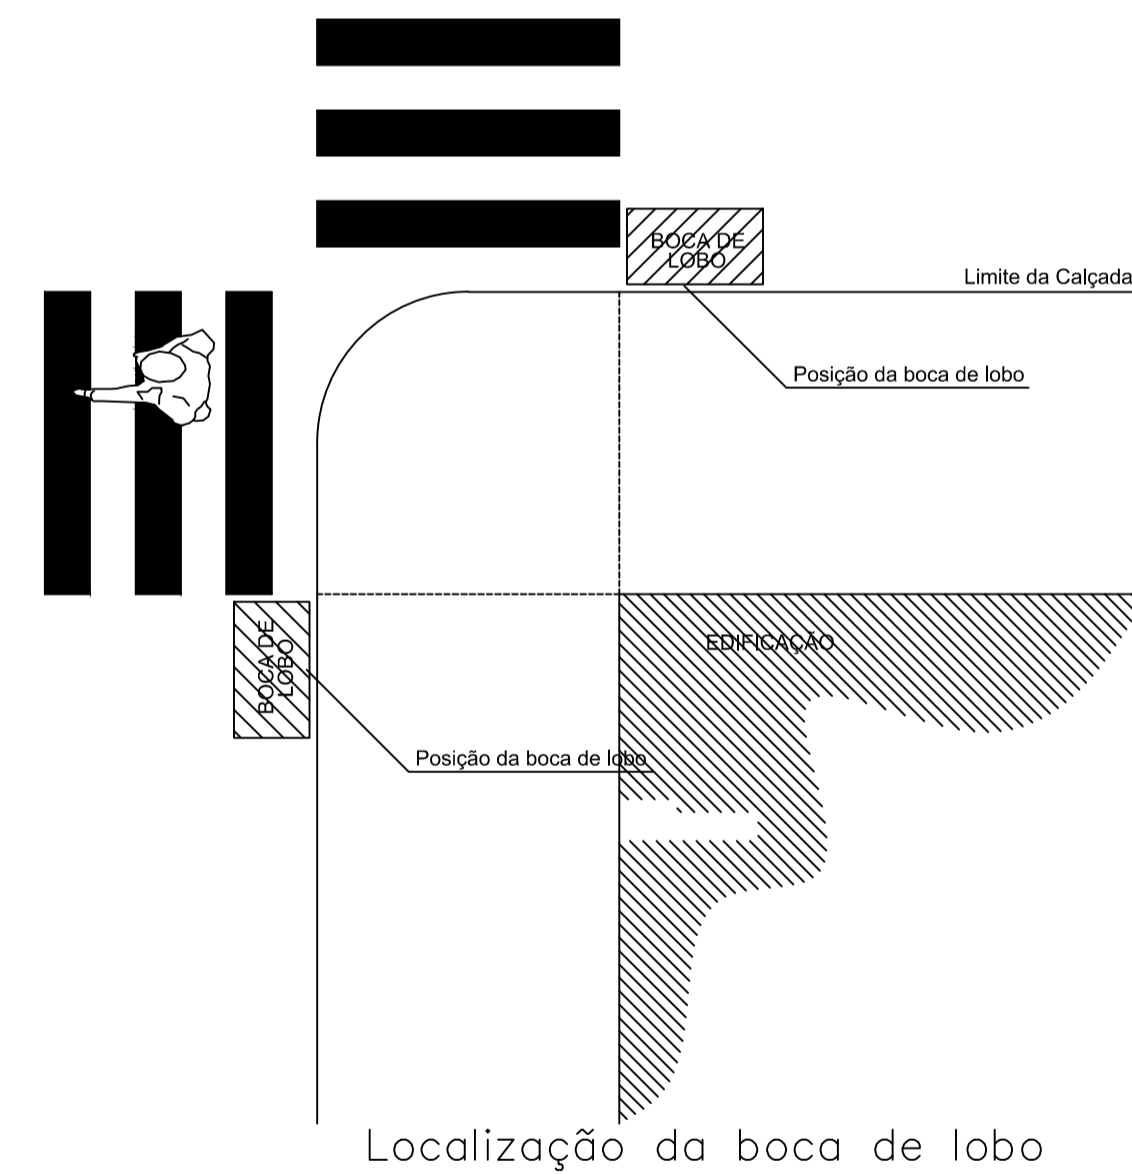 BOCA DE
LOBO
Limite da Calçada
Posição da boca de lobo
BOCA DE
LOBO
EDIFICAÇÃO
Posição da boca de lobo
Localização da boca de lobo